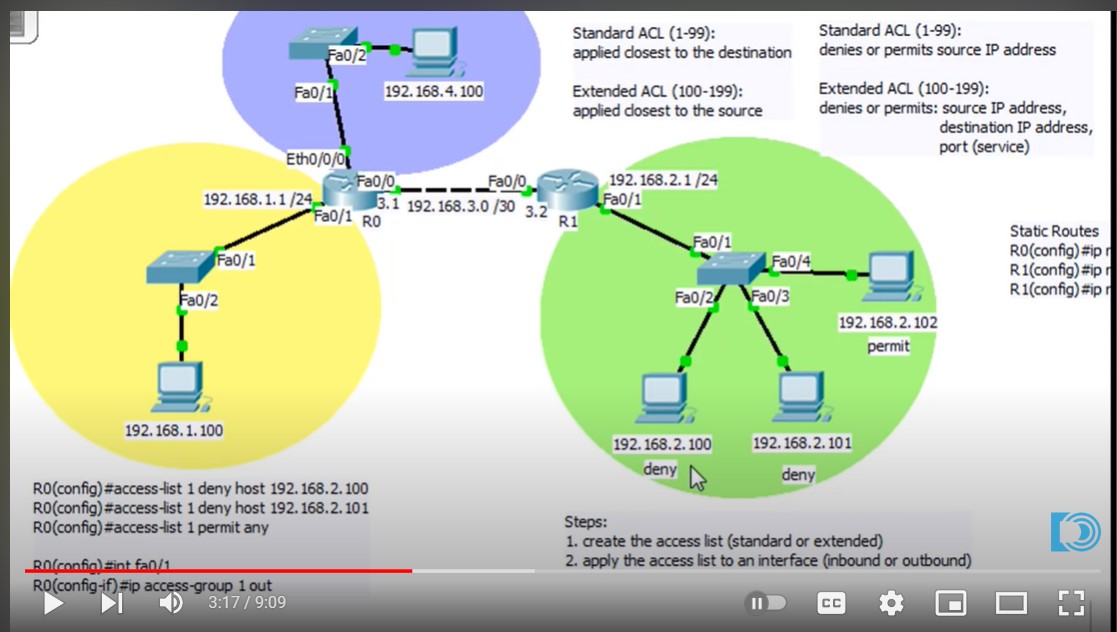 Fa0/2
Fa0/1
192.168.4.100
Eth0/0/0
Standard ACL (1-99):
applied closest to the destination
Extended ACL (100-199):
applied closest to the source
Standard ACL (1-99):
denies or permits source IP address
Extended ACL (100-199):
denies or permits: source IP address,
destination IP address,
port (service)
192.168.1.1 /24
Fa0/0
Fa0/1
3.1
R0
192.168.3.0 /30
Fa0/0
3.2
R1
192.168.2.1 /24
Fa0/1
Fa0/1
Fa0/2
192.168.1.100
Fa0/1
Fa0/4
Fa0/2
Fa0/3
192.168.2.102
permit
192.168.2.100
deny
192.168.2.101
deny
Static Routes
R0(config)#ip
R1(config)#ip
R1(config)#ip
R0(config)#access-list 1 deny host 192.168.2.100
R0(config)#access-list 1 deny host 192.168.2.101
R0(config)#access-list 1 permit any
R0(config)#int fa0/1
R0(config-if)#ip access-group 1 out
Steps:
1. create the access list (standard or extended)
2. apply the access list to an interface (inbound or outbound)
3:17 / 9:09
CC